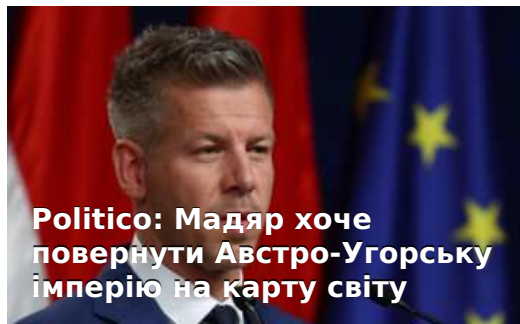 Politico: Мадяр хоче
повернути Австро-Угорську
імперію на карту світу